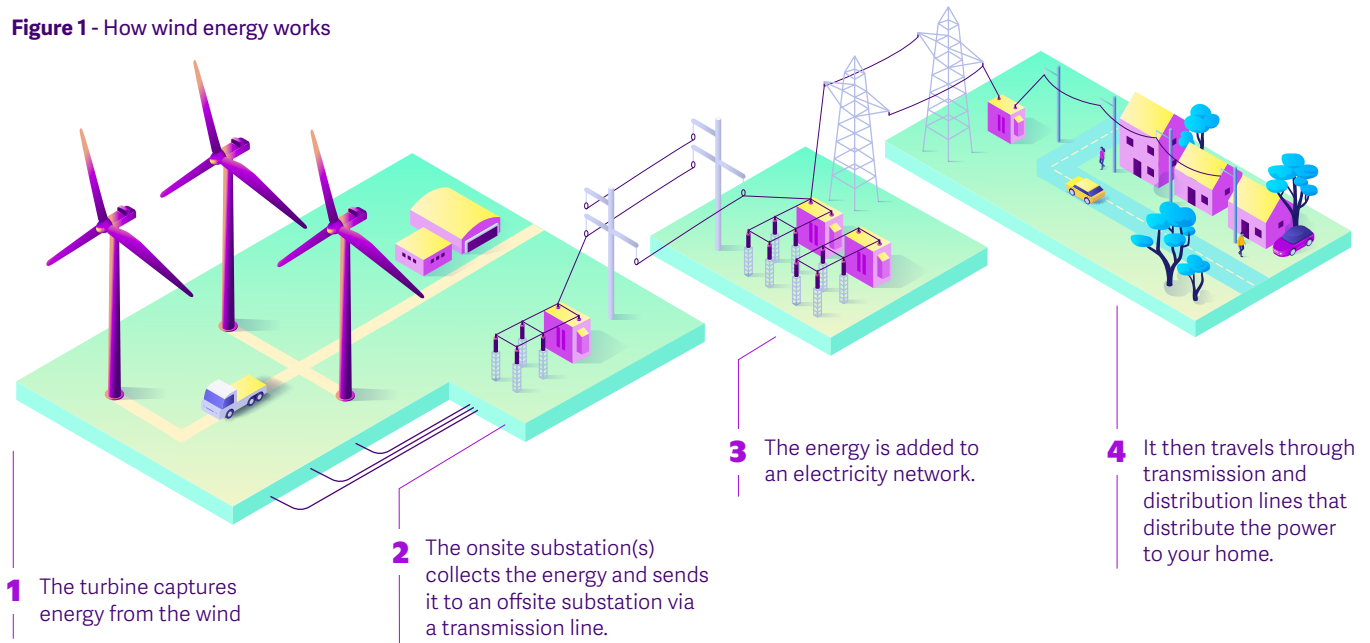 Figure 1 - How wind energy works
1 The turbine captures
energy from the wind
2 The onsite substation(s)
collects the energy and sends
it to an offsite substation via
a transmission line.
3 The energy is added to
an electricity network.
4 It then travels through
transmission and
distribution lines that
distribute the power
to your home.